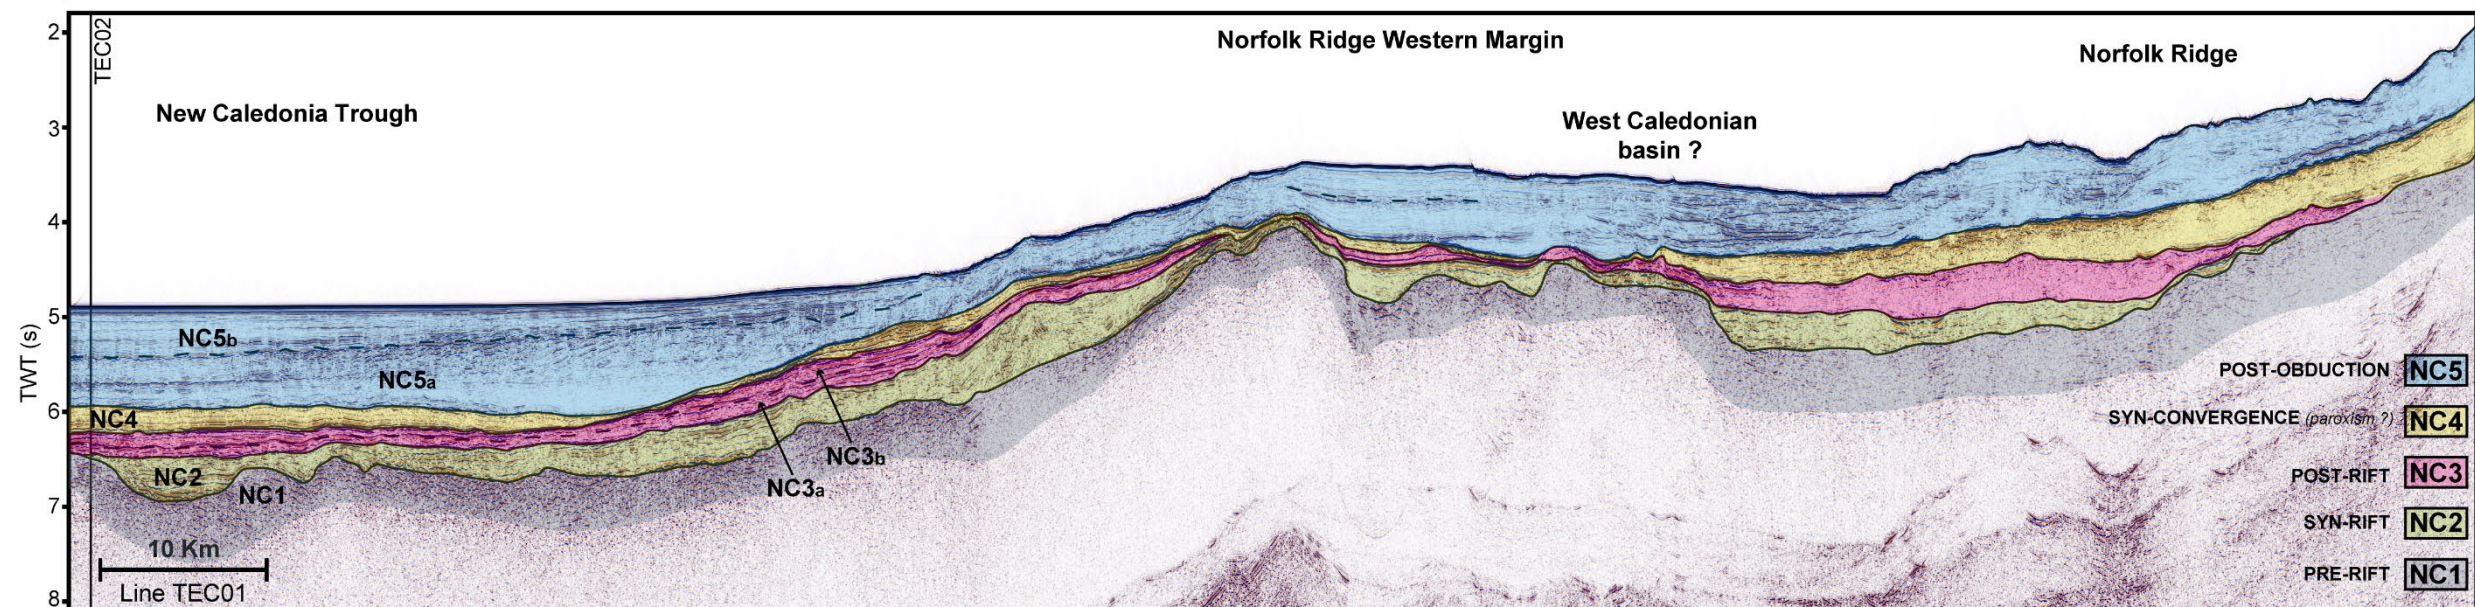 Norfolk Ridge Western Margin
Norfolk Ridge
New Caledonia Trough
West Caledonian
basin ?
TEC02
TWT (s)
2
3
4
5
6
7
8
NC5b
NC5a
NC4
NC3b
NC3a
NC2
NC1
10 Km
Line TEC01
POST-OBDUCTION NC5
SYN-CONVERGENCE (paroxism ?) NC4
POST-RIFT NC3
SYN-RIFT NC2
PRE-RIFT NC1